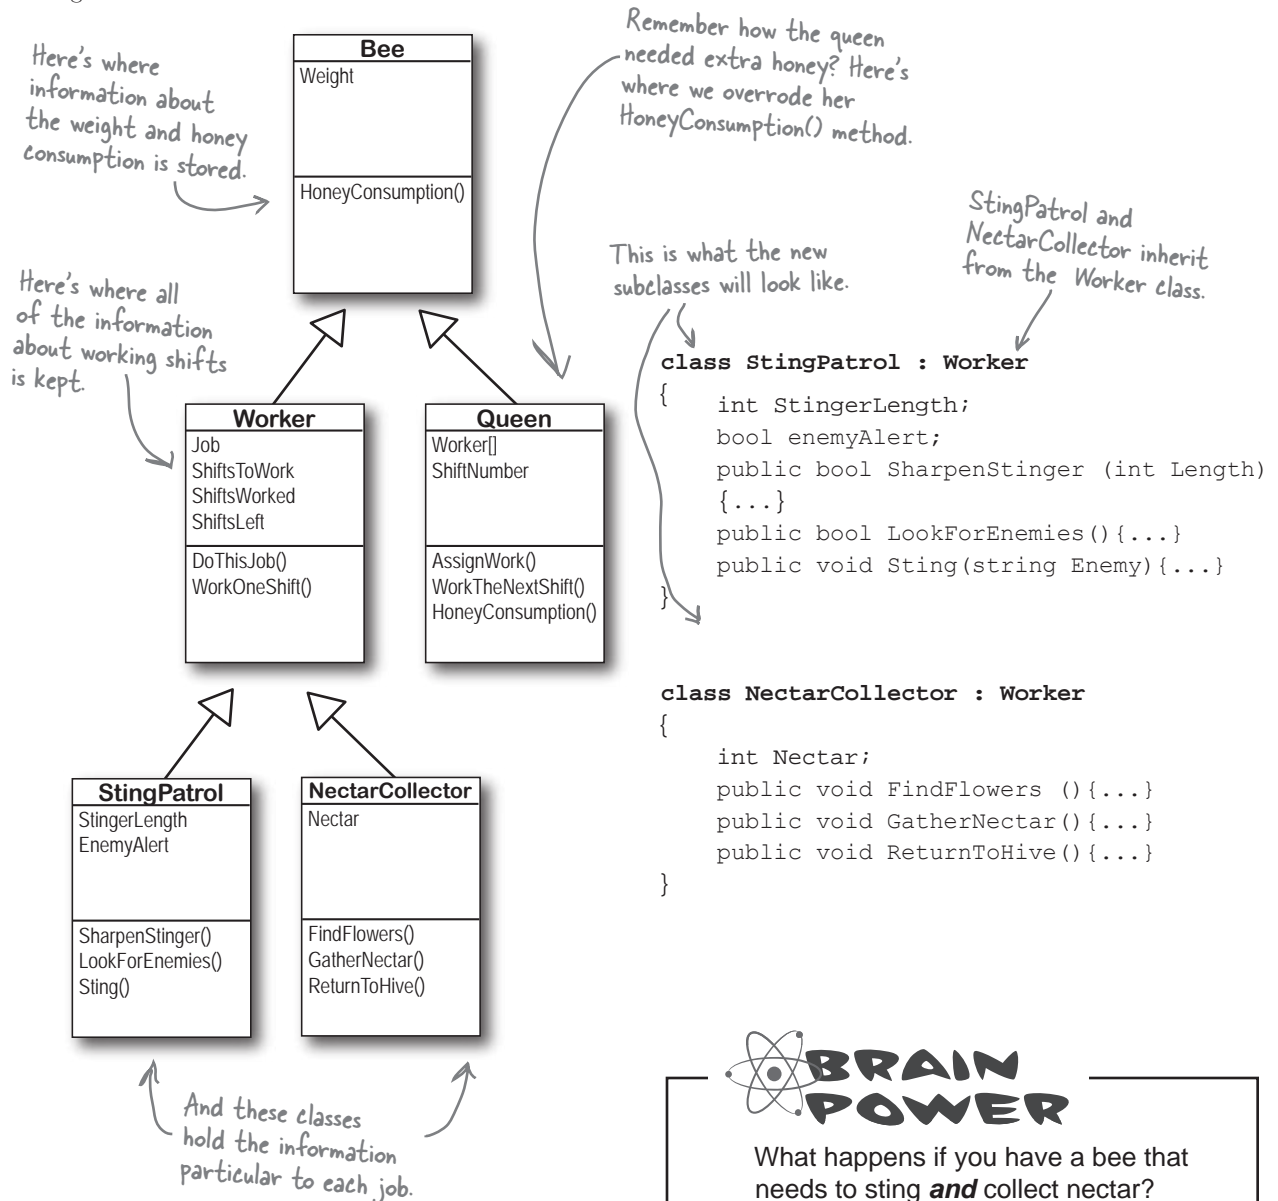 Here's where
information about
the weight and honey
consumption is stored.
Bee
Weight
HoneyConsumption()
Remember how the queen
needed extra honey? Here's
where we overrode her
HoneyConsumption() method.
Here's where all
of the information
about working shifts
is kept.
Worker
Job
ShiftsToWork
ShiftsWorked
ShiftsLeft
DoThisJob()
WorkOneShift()
Queen
Worker[]
ShiftNumber
AssignWork()
WorkTheNextShift()
HoneyConsumption()
StingPatrol
StingerLength
EnemyAlert
SharpenStinger()
LookForEnemies()
Sting()
NectarCollector
Nectar
FindFlowers()
GatherNectar()
ReturnToHive()
And these classes
hold the information
particular to each job.
This is what the new
subclasses will look like.
StingPatrol and
NectarCollector inherit
from the Worker class.
class StingPatrol : Worker
{
int StingerLength;
bool enemyAlert;
public bool SharpenStinger (int Length)
{...}
public bool LookForEnemies(){...}
public void Sting(string Enemy){...}
}
class NectarCollector : Worker
{
int Nectar;
public void FindFlowers (){...}
public void GatherNectar(){...}
public void ReturnToHive(){...}
}
BRAIN
POWER
What happens if you have a bee that
needs to sting and collect nectar?